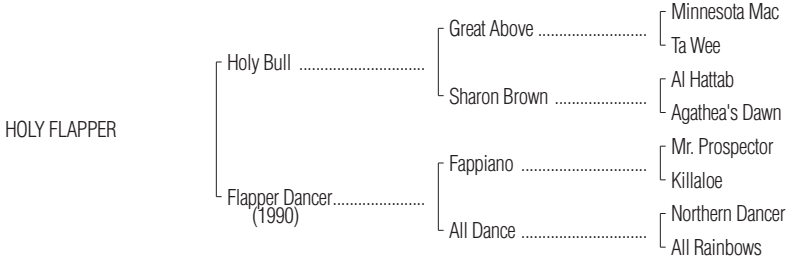 Minnesota Mac
Great Above ..........................
Ta Wee
Holy Bull ..............................
Al Hattab
Sharon Brown ......................
Agathea's Dawn
HOLY FLAPPER
Mr. Prospector
Fappiano ..............................
Killaloe
Flapper Dancer......................
(1990)
Northern Dancer
All Dance ..............................
All Rainbows